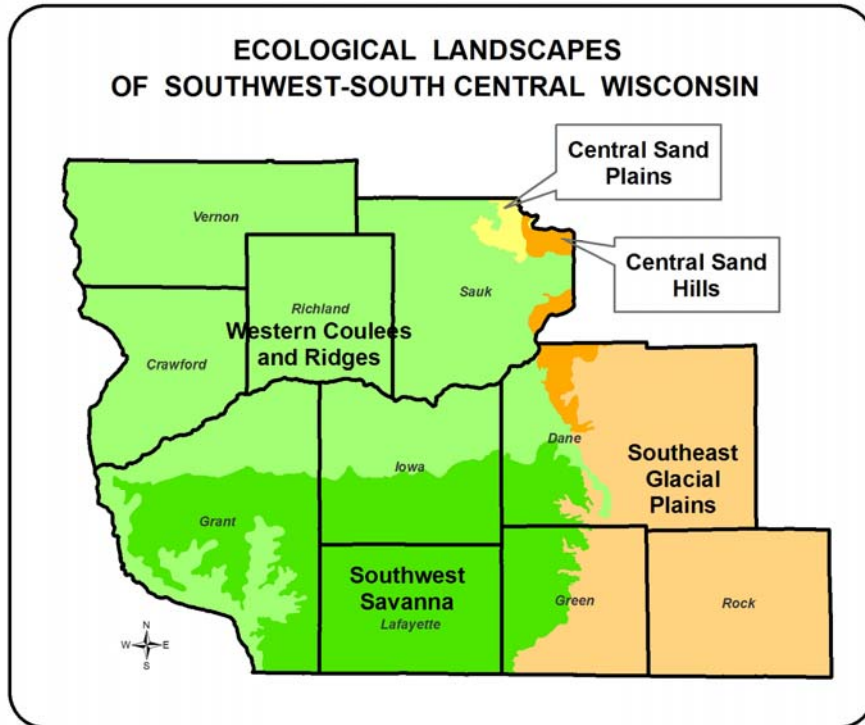 ECOLOGICAL LANDSCAPES
OF SOUTHWEST-SOUTH CENTRAL WISCONSIN
Central Sand
Plains
Vernon
Central Sand
Hills
Sauk
Richland
Western Coulees
and Ridges
Crawford
Dane
Southeast
Glacial
Plains
Iowa
Grant
Southwest
Savanna
Lafayette
Green
Rock
N
W E
S